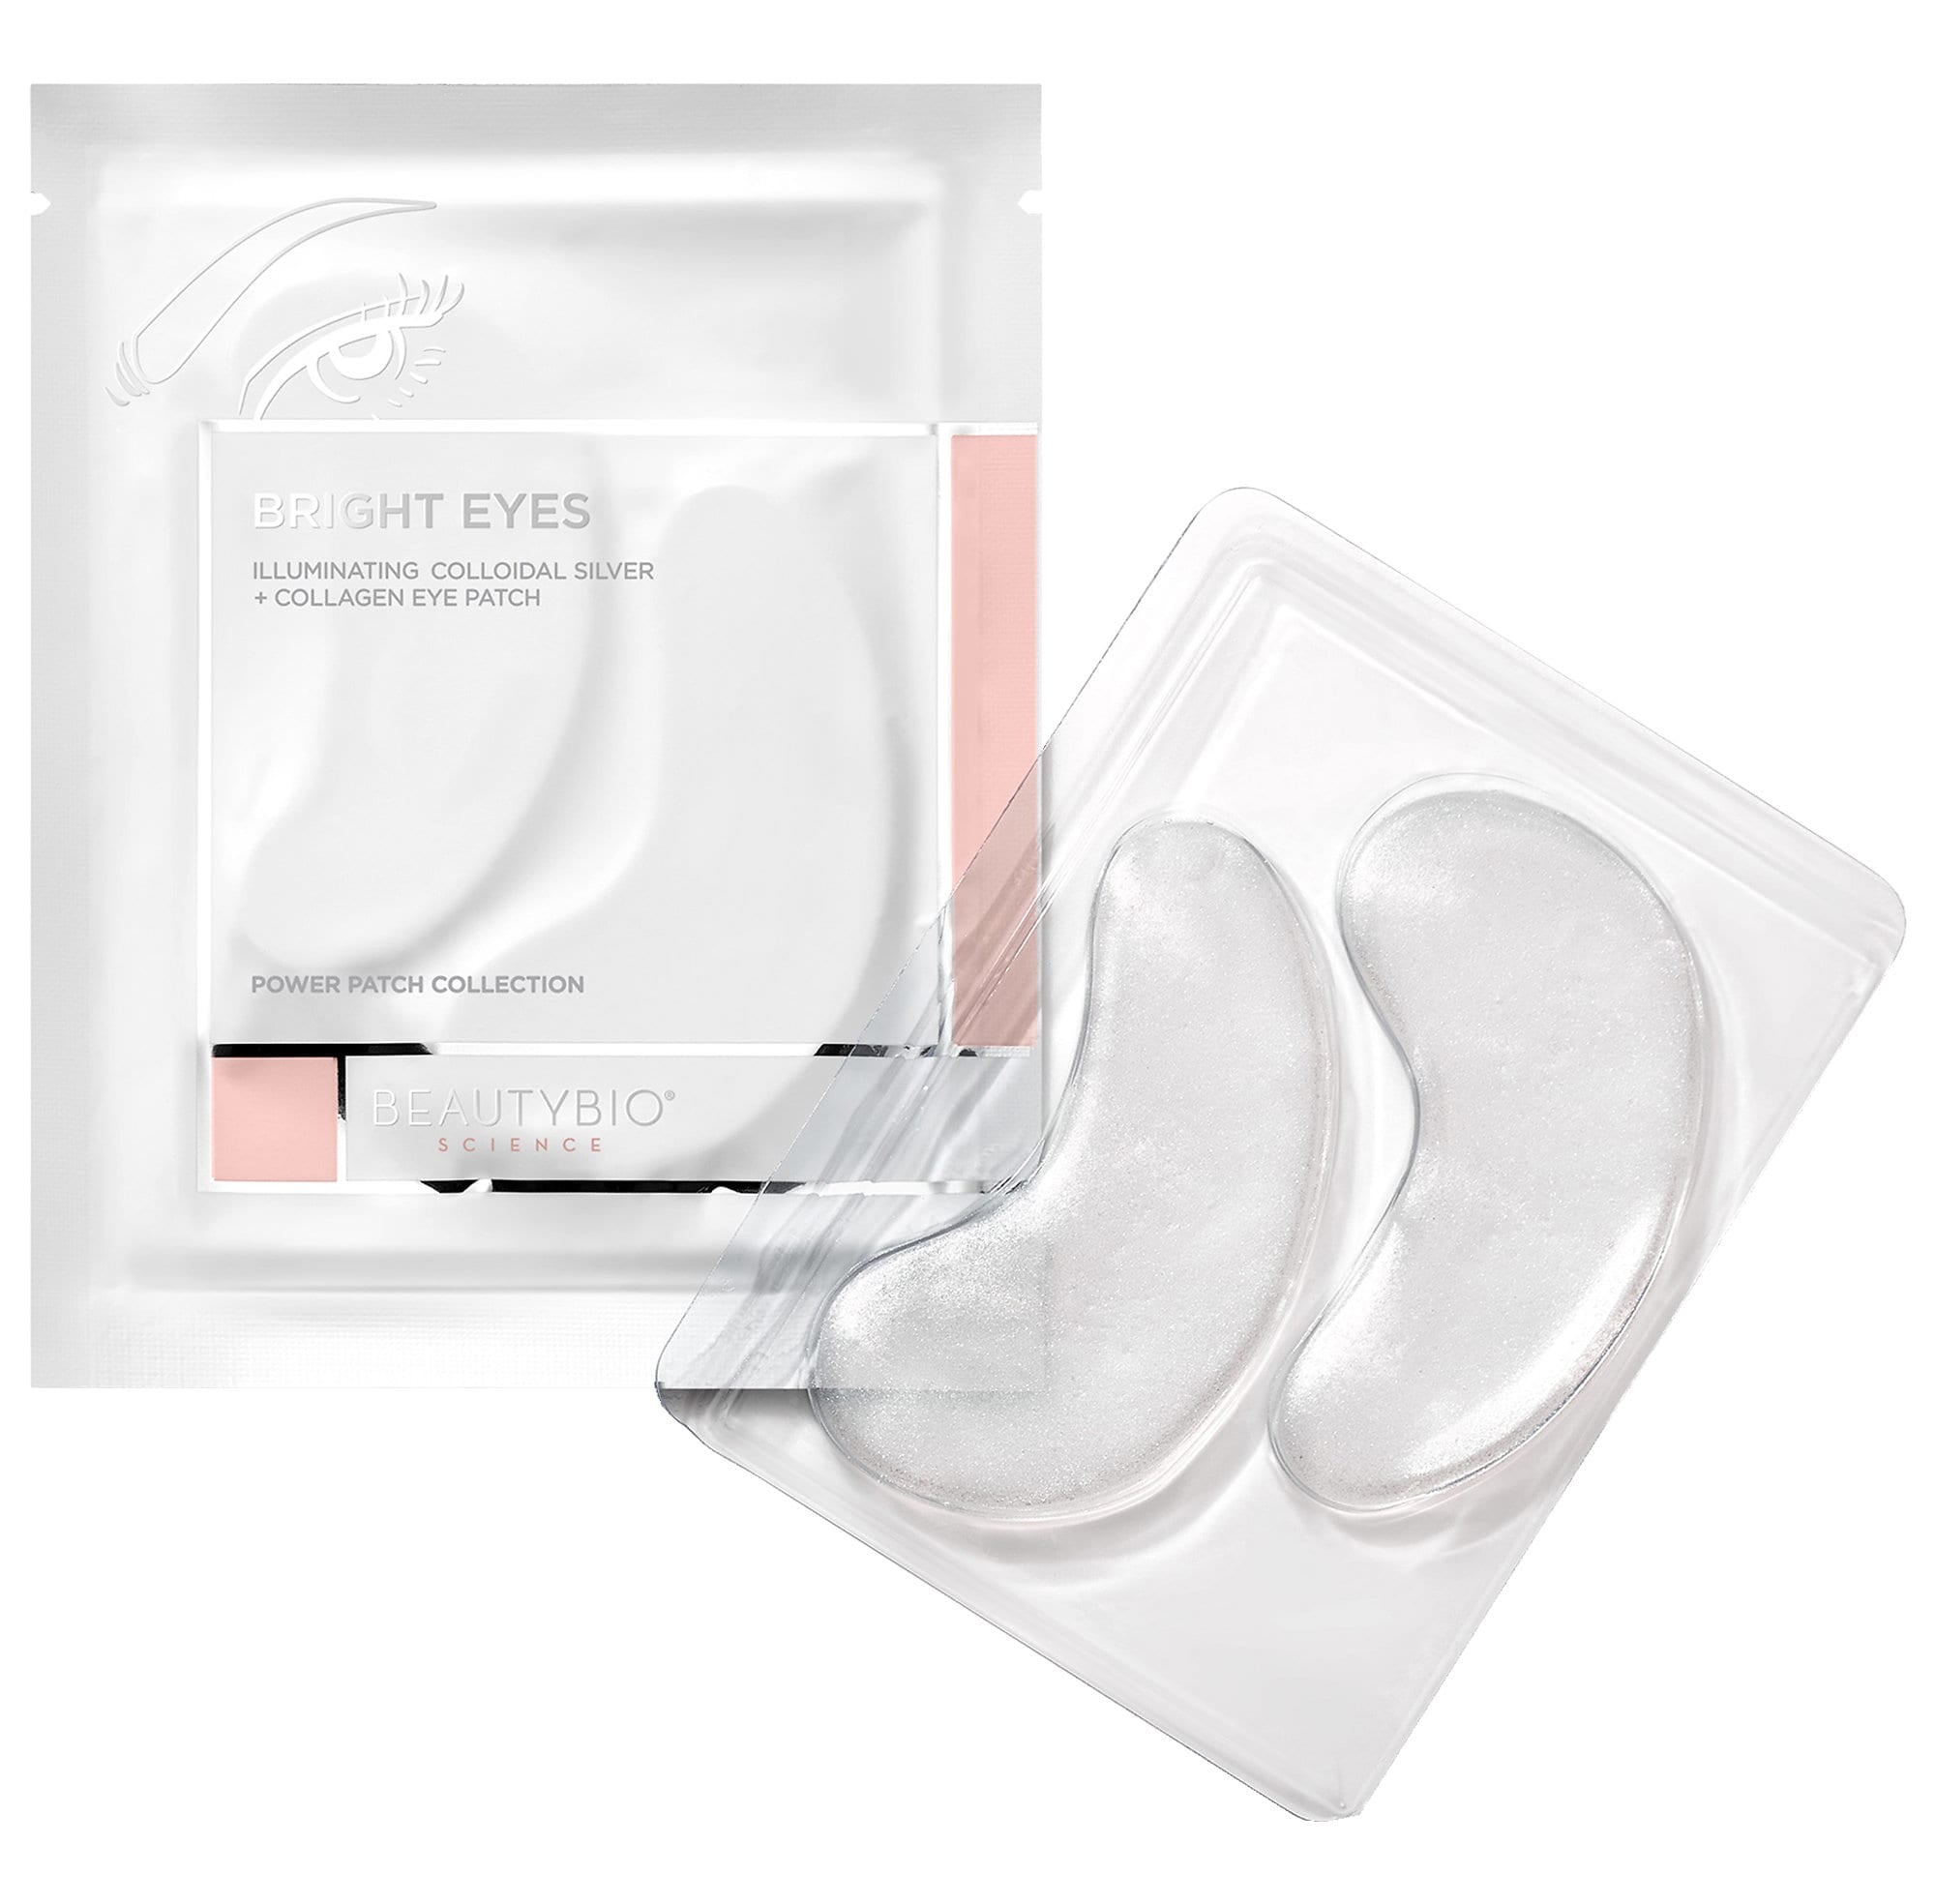 BRIGHT EYES
ILLUMINATING COLLOIDAL SILVER
+ COLLAGEN EYE PATCH
POWER PATCH COLLECTION
BEAUTYBIO®
SCIENCE